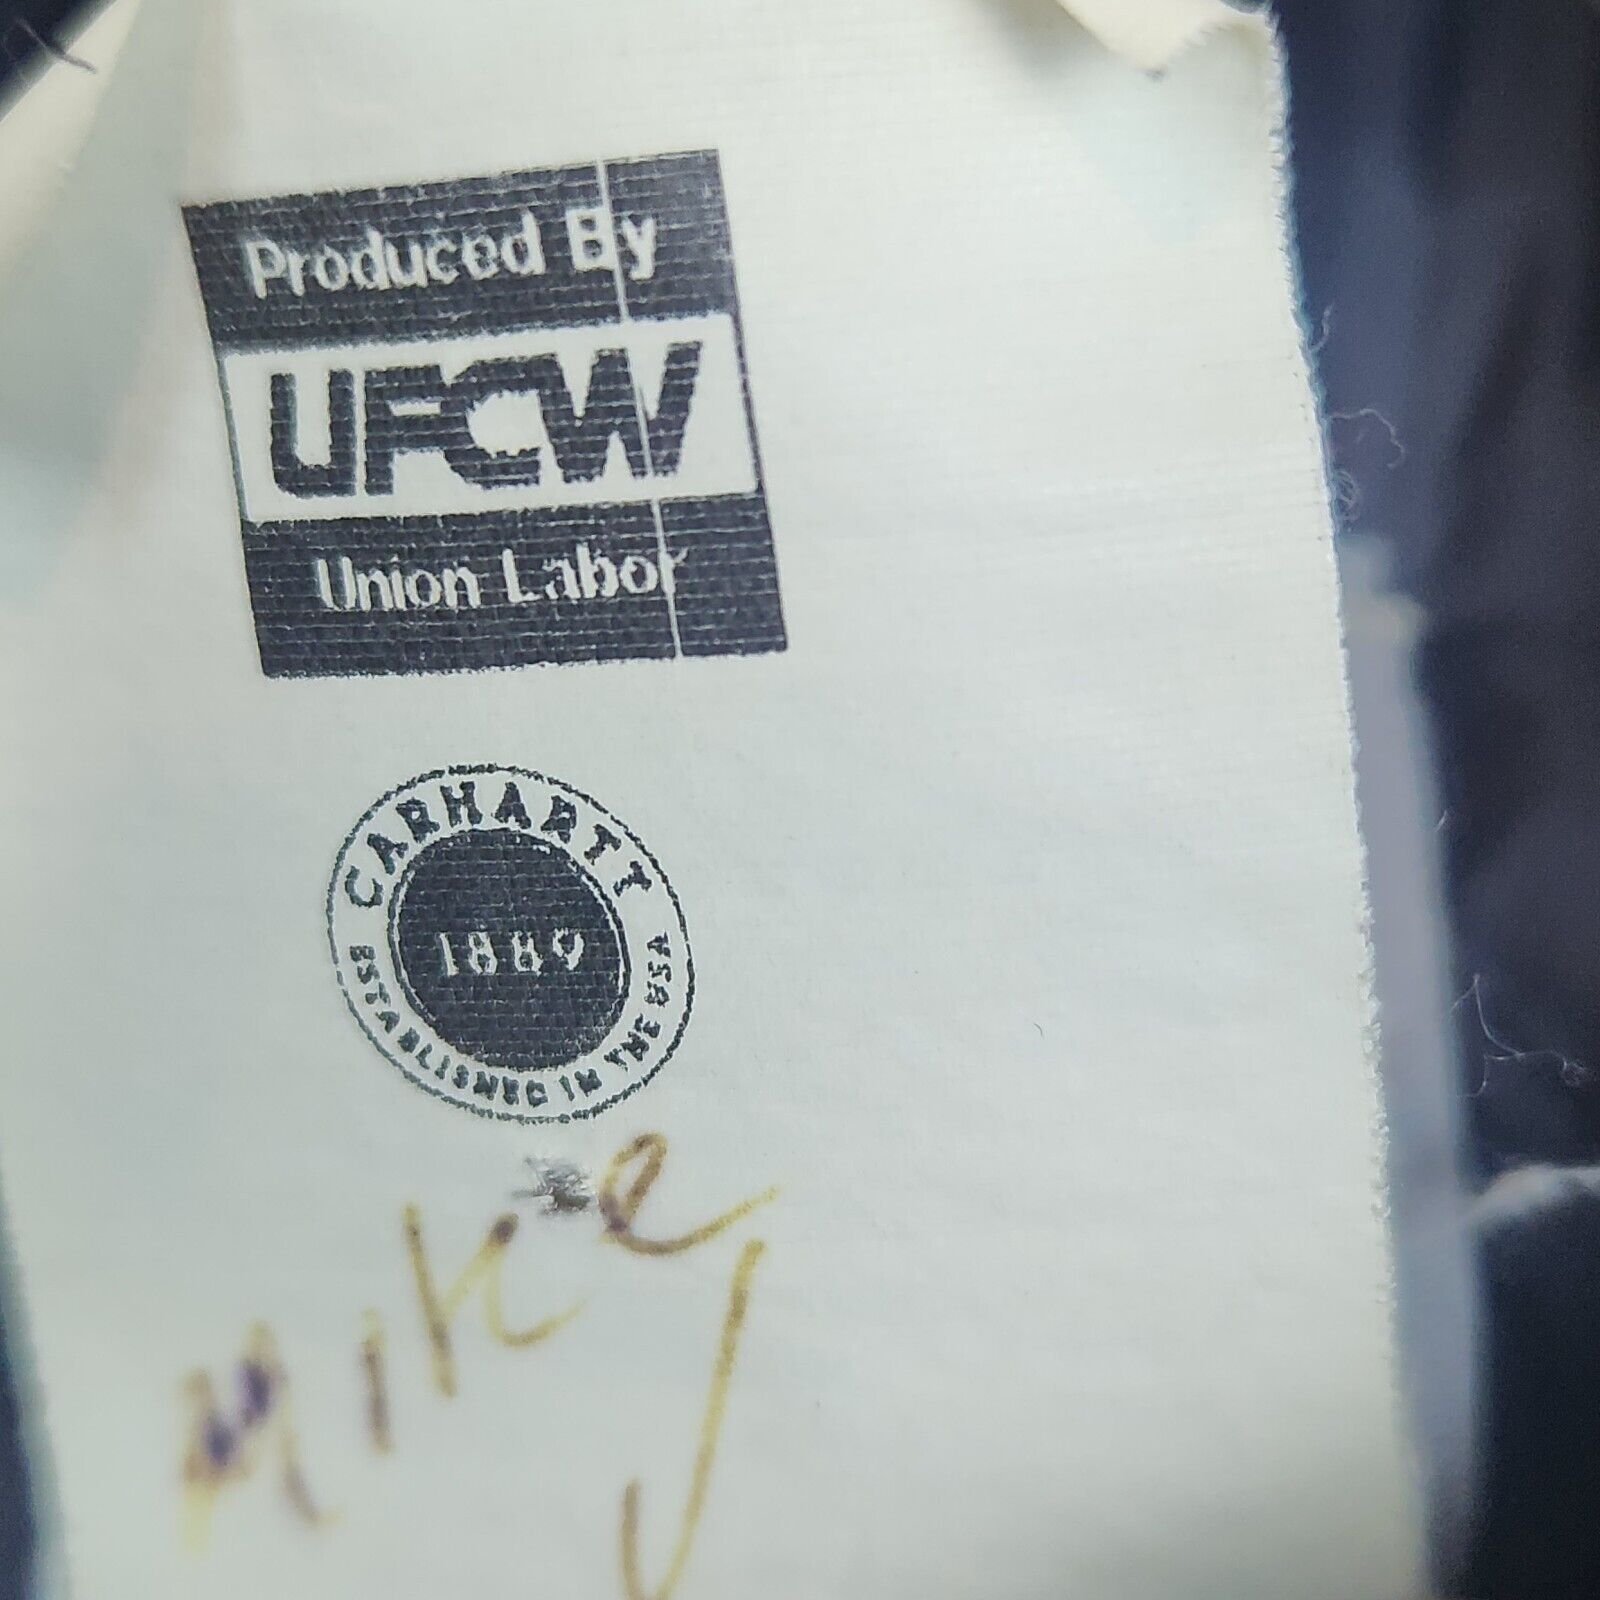 Produced By
UFCW
Union Labor
CARHARTT
1889
ESTABLISHED IN THE USA
Mike
J